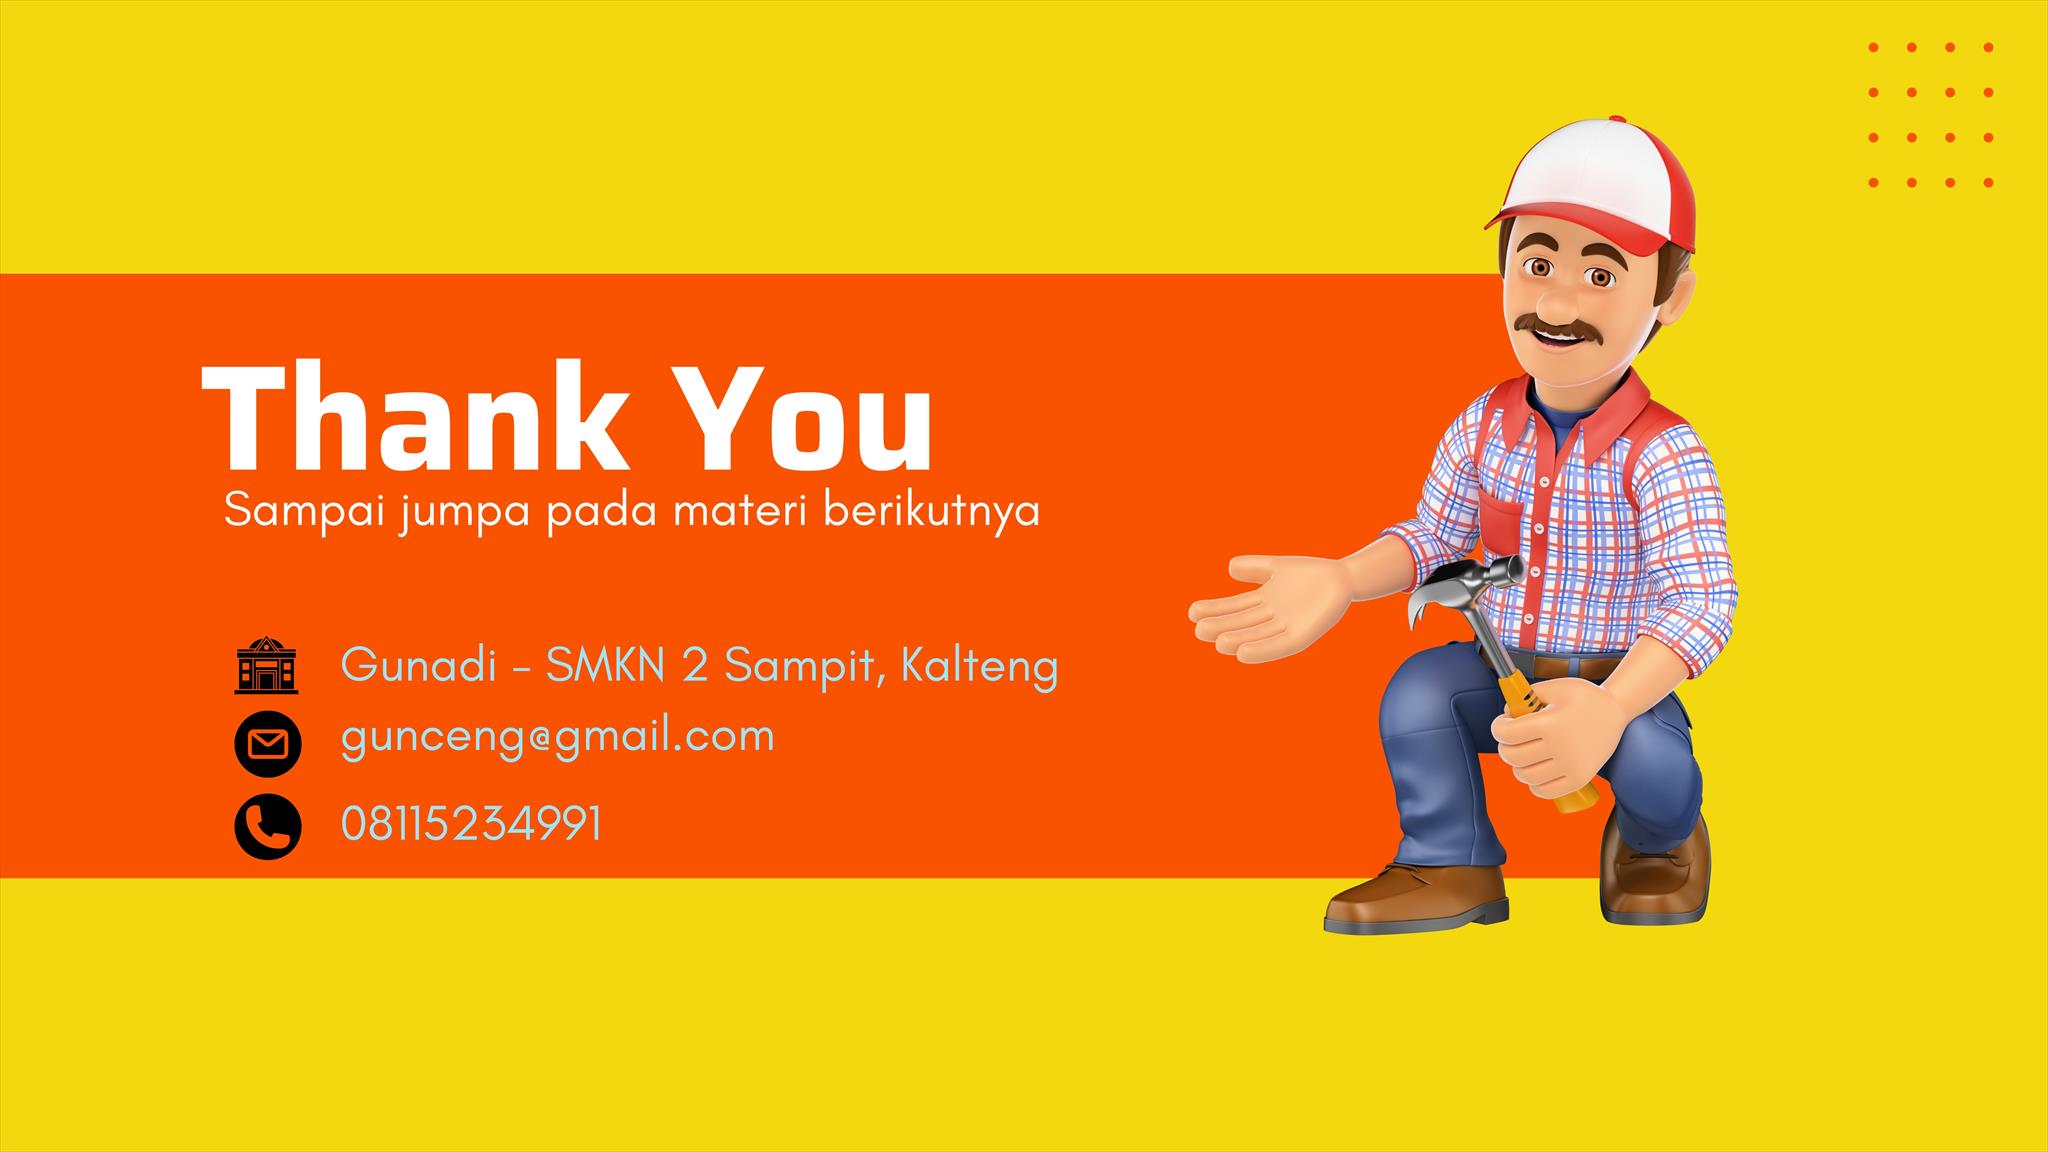 Thank You
Sampai jumpa pada materi berikutnya
Gunadi - SMKN 2 Sampit, Kalteng
gunceng@gmail.com
08115234991